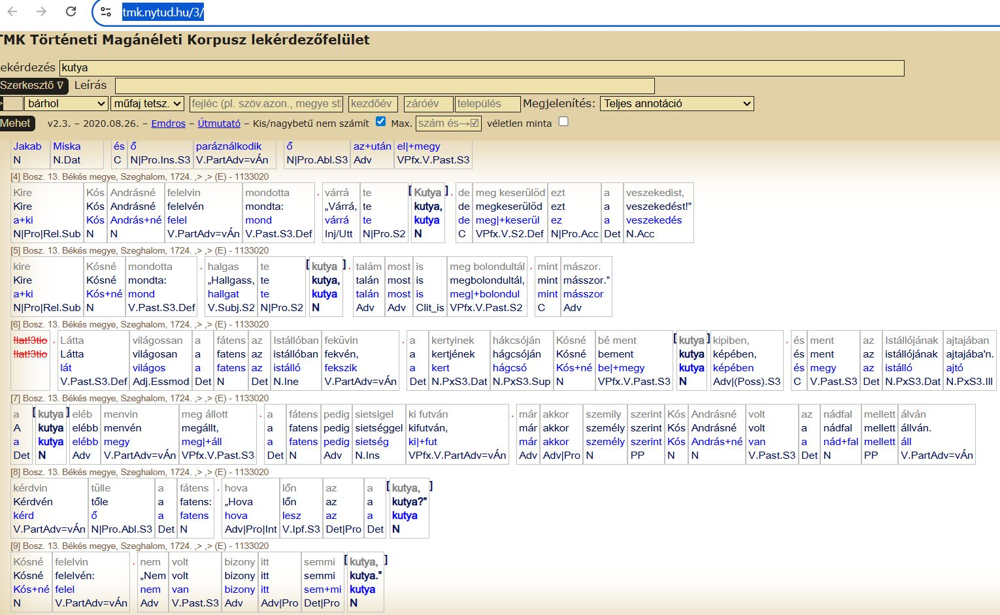 tmk.nytud.hu/3/
TMK Történeti Magánéleti Korpusz lekérdezőfelület
ekérdezés kutya
Szerkesztő ∇ Leírás
> bárhol műfaj tetsz. fejléc (pl. szöv.azon., megye stl kezdőév záróév település Megjelenítés: Teljes annotáció
Mehet v2.3. – 2020.08.26. – Emdros – Útmutató – Kis/nagybetű nem számít Max. szám és→☑ véletlen minta
Jakab Miska és ő paráználkodik ő az+után el|+megy
N N.Dat C N|Pro.Ins.S3 V.PartAdv=vÁn N|Pro.Abl.S3 Adv VPfx.V.Past.S3
[4] Bosz. 13. Békés megye, Szeghalom, 1724. ,> ,> (E) - 1133020
Kire Kós Andrásné felelvin mondotta . várrá te [ Kutya ] . de meg keserülöd ezt a veszekedist,
Kire Kós Andrásné felelvén mondta: „Várrá, te kutya, de megkeserülöd ezt a veszekedést!”
a+ki Kós András+né felel mond várrá te kutya de meg|+keserül ez a veszekedés
N|Pro|Rel.Sub N N V.PartAdv=vÁn V.Past.S3.Def Inj/Utt N|Pro.S2 N C VPfx.V.S2.Def N|Pro.Acc Det N.Acc
[5] Bosz. 13. Békés megye, Szeghalom, 1724. ,> ,> (E) - 1133020
kire Kósné mondotta . halgas te [ kutya ] . talám most is meg bolondultál . mint mászor.
Kire Kósné mondta: „Hallgass, te kutya, talán most is megbolondultál, mint másszor.”
a+ki Kós+né mond hallgat te kutya talán most is meg|+bolondul mint másszor
N|Pro|Rel.Sub N V.Past.S3.Def V.Subj.S2 N|Pro.S2 N Adv Adv Clit_is VPfx.V.Past.S2 C Adv
[6] Bosz. 13. Békés megye, Szeghalom, 1724. ,> ,> (E) - 1133020
!lat!3tio . Látta világossan a fátens az Istállóban feküvin . a kertyinek hákcsóján Kósné bé ment [ kutya ] kipiben, . és ment az Istállójának ajtajában
!lat!3tio Látta világosan a fatens az istállóban fekvén, a kertjének hágcsóján Kósné bement kutya képében, és ment az istállójának ajtajába'n.
lát világos a fatens az istálló fekszik a kert hágcsó Kós+né be|+megy kutya képében és megy az istálló ajtó
V.Past.S3.Def Adj.Essmod Det N Det N.Ine V.PartAdv=vÁn Det N.PxS3.Dat N.PxS3.Sup N VPfx.V.Past.S3 N Adv|(Poss).S3 C V.Past.S3 Det N.PxS3.Dat N.PxS3.Ill
[7] Bosz. 13. Békés megye, Szeghalom, 1724. ,> ,> (E) - 1133020
a [ kutya ] eléb menvin meg állott . a fátens pedig sietsigel ki futván . már akkor szemily szerint Kós Andrásné volt az nádfal mellett álván
A kutya elébb menvén megállt, a fatens pedig sietséggel kifutván, már akkor személy szerint Kós Andrásné volt a nádfal mellett állván.
a kutya elébb megy meg|+áll a fatens pedig sietség ki|+fut már akkor személy szerint Kós András+né van a nád+fal mellett áll
Det N Adv V.PartAdv=vÁn VPfx.V.Past.S3 Det N Adv N.Ins VPfx.V.PartAdv=vÁn Adv Adv|Pro N PP N N V.Past.S3 Det N PP V.PartAdv=vÁn
[8] Bosz. 13. Békés megye, Szeghalom, 1724. ,> ,> (E) - 1133020
kérdvin tülle a fátens . hova lőn az a [ kutya, ]
Kérdvén tőle a fatens: „Hova lőn az a kutya?”
kérd ő a fatens hova lesz az a kutya
V.PartAdv=vÁn N|Pro.Abl.S3 Det N Adv|Pro|Int V.Ipf.S3 Det|Pro Det N
[9] Bosz. 13. Békés megye, Szeghalom, 1724. ,> ,> (E) - 1133020
Kósné felelvin . nem volt bizony itt semmi [ kutya, ]
Kósné felelvén: „Nem volt bizony itt semmi kutya.”
Kós+né felel nem van bizony itt sem+mi kutya
N V.PartAdv=vÁn Adv V.Past.S3 Adv Adv|Pro Det|Pro N